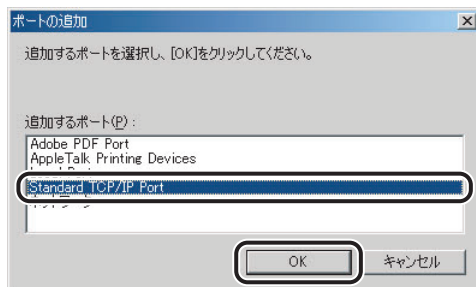 ポートの追加
追加するポートを選択し、[OK]をクリックしてください。
追加するポート(P):
Adobe PDF Port
AppleTalk Printing Devices
Standard TCP/IP Port
OK
キャンセル